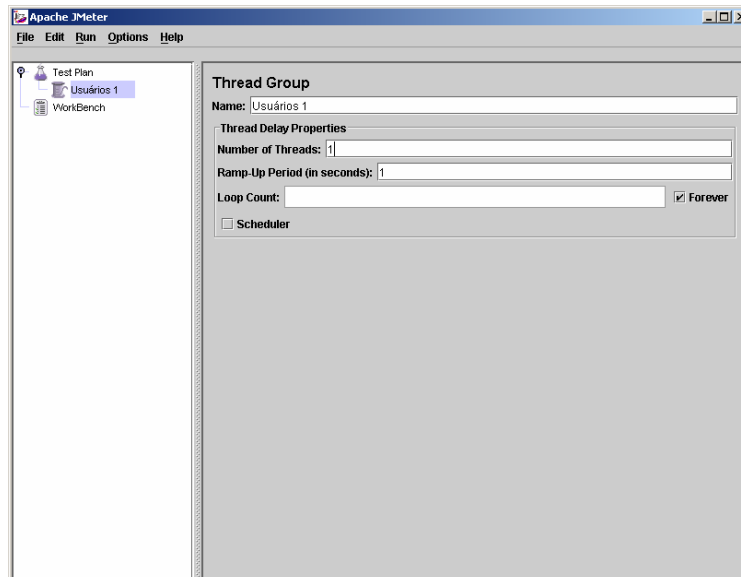 Apache JMeter
File Edit Run Options Help
Test Plan
Usuários 1
WorkBench
Thread Group
Name: Usuários 1
Thread Delay Properties
Number of Threads: 1
Ramp-Up Period (in seconds): 1
Loop Count: Forever
Scheduler